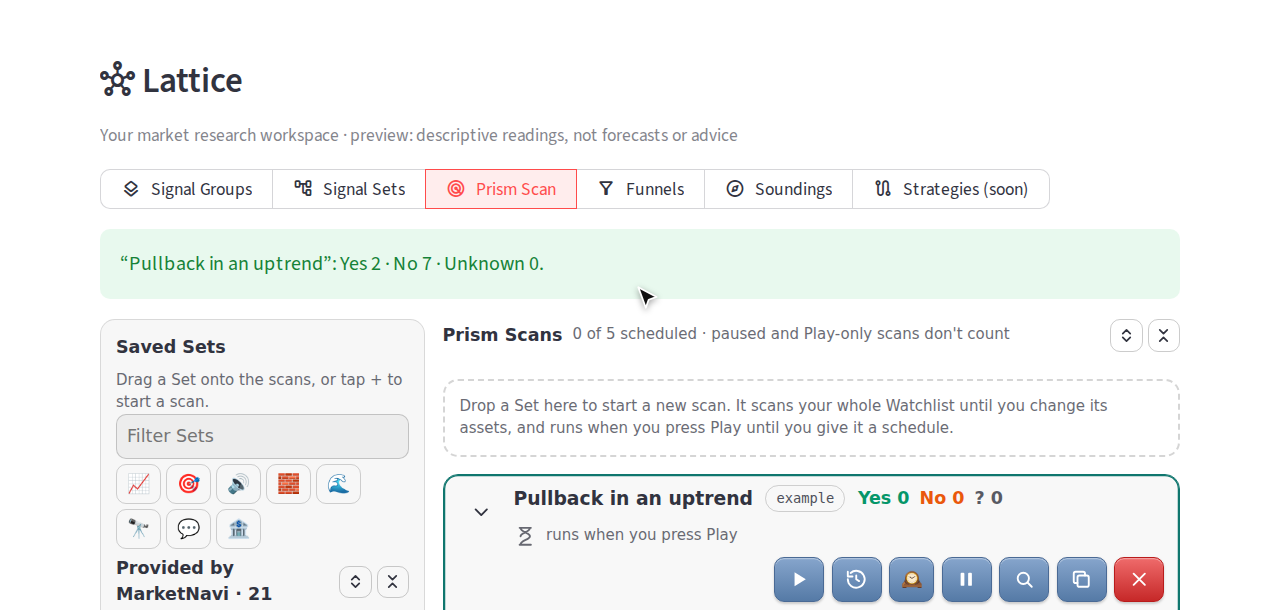 Lattice
Your market research workspace · preview: descriptive readings, not forecasts or advice
Signal Groups
Signal Sets
Prism Scan
Funnels
Soundings
Strategies (soon)
“Pullback in an uptrend”: Yes 2 · No 7 · Unknown 0.
Saved Sets
Drag a Set onto the scans, or tap + to
start a scan.
Filter Sets
Provided by
MarketNavi · 21
Prism Scans 0 of 5 scheduled · paused and Play-only scans don't count
Drop a Set here to start a new scan. It scans your whole Watchlist until you change its
assets, and runs when you press Play until you give it a schedule.
Pullback in an uptrend example Yes 0 No 0 ? 0
runs when you press Play